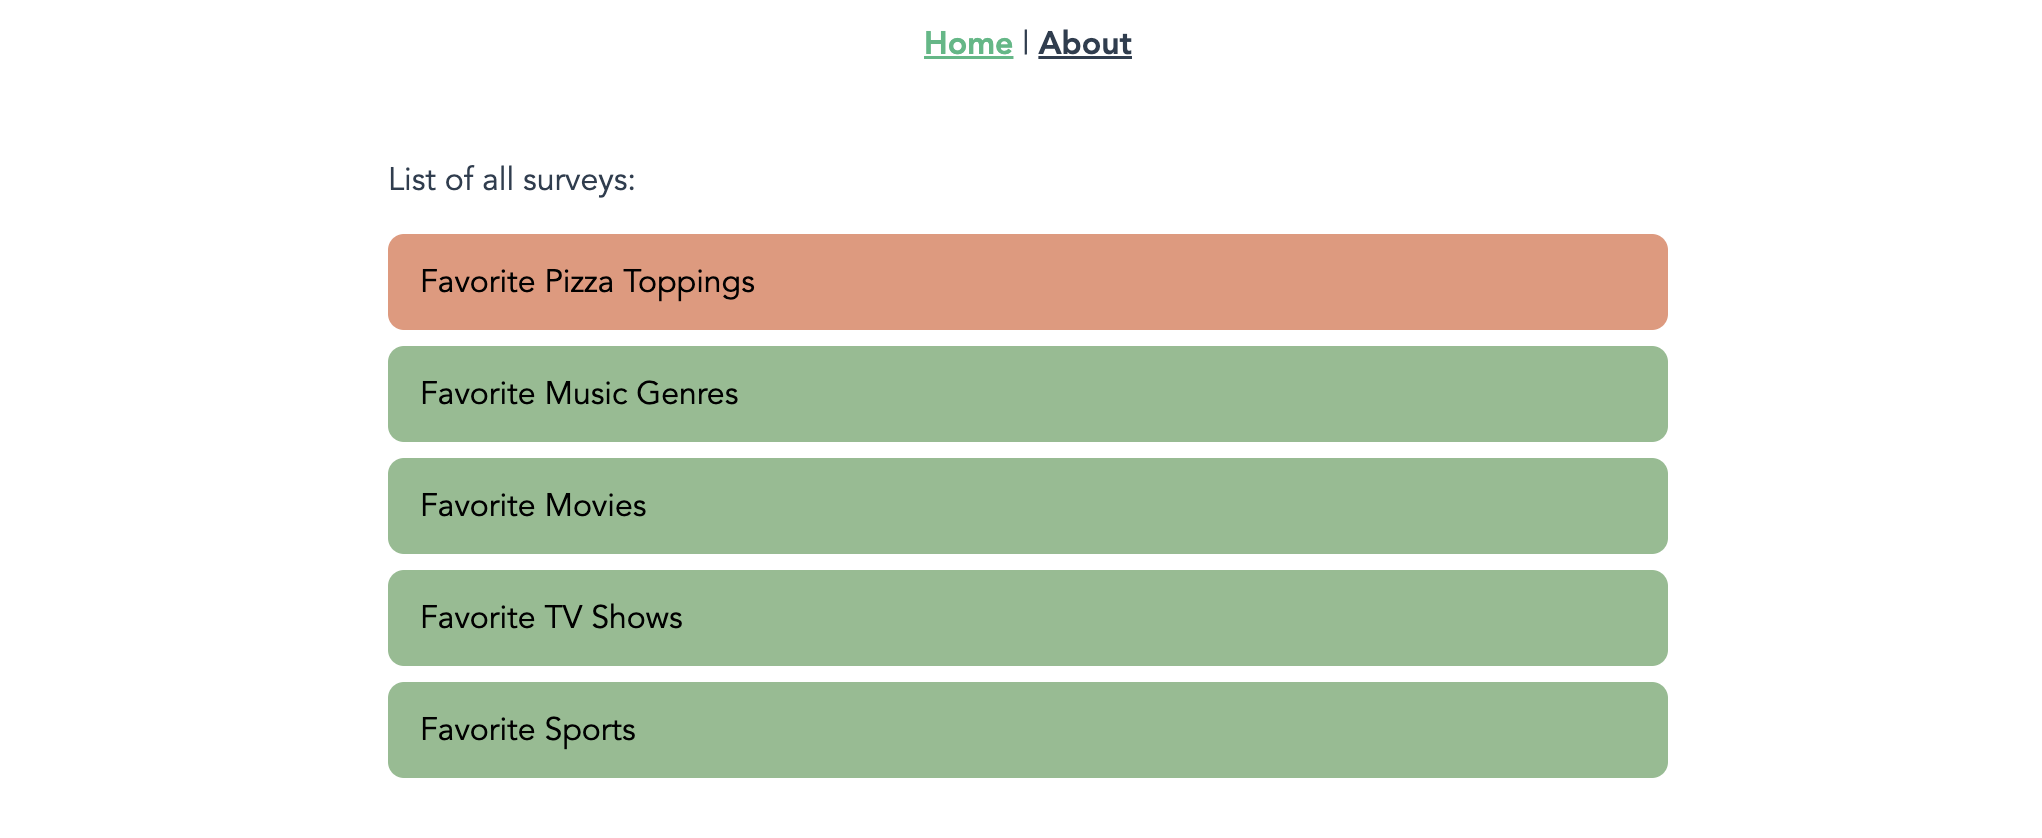 Home | About
List of all surveys:
Favorite Pizza Toppings
Favorite Music Genres
Favorite Movies
Favorite TV Shows
Favorite Sports